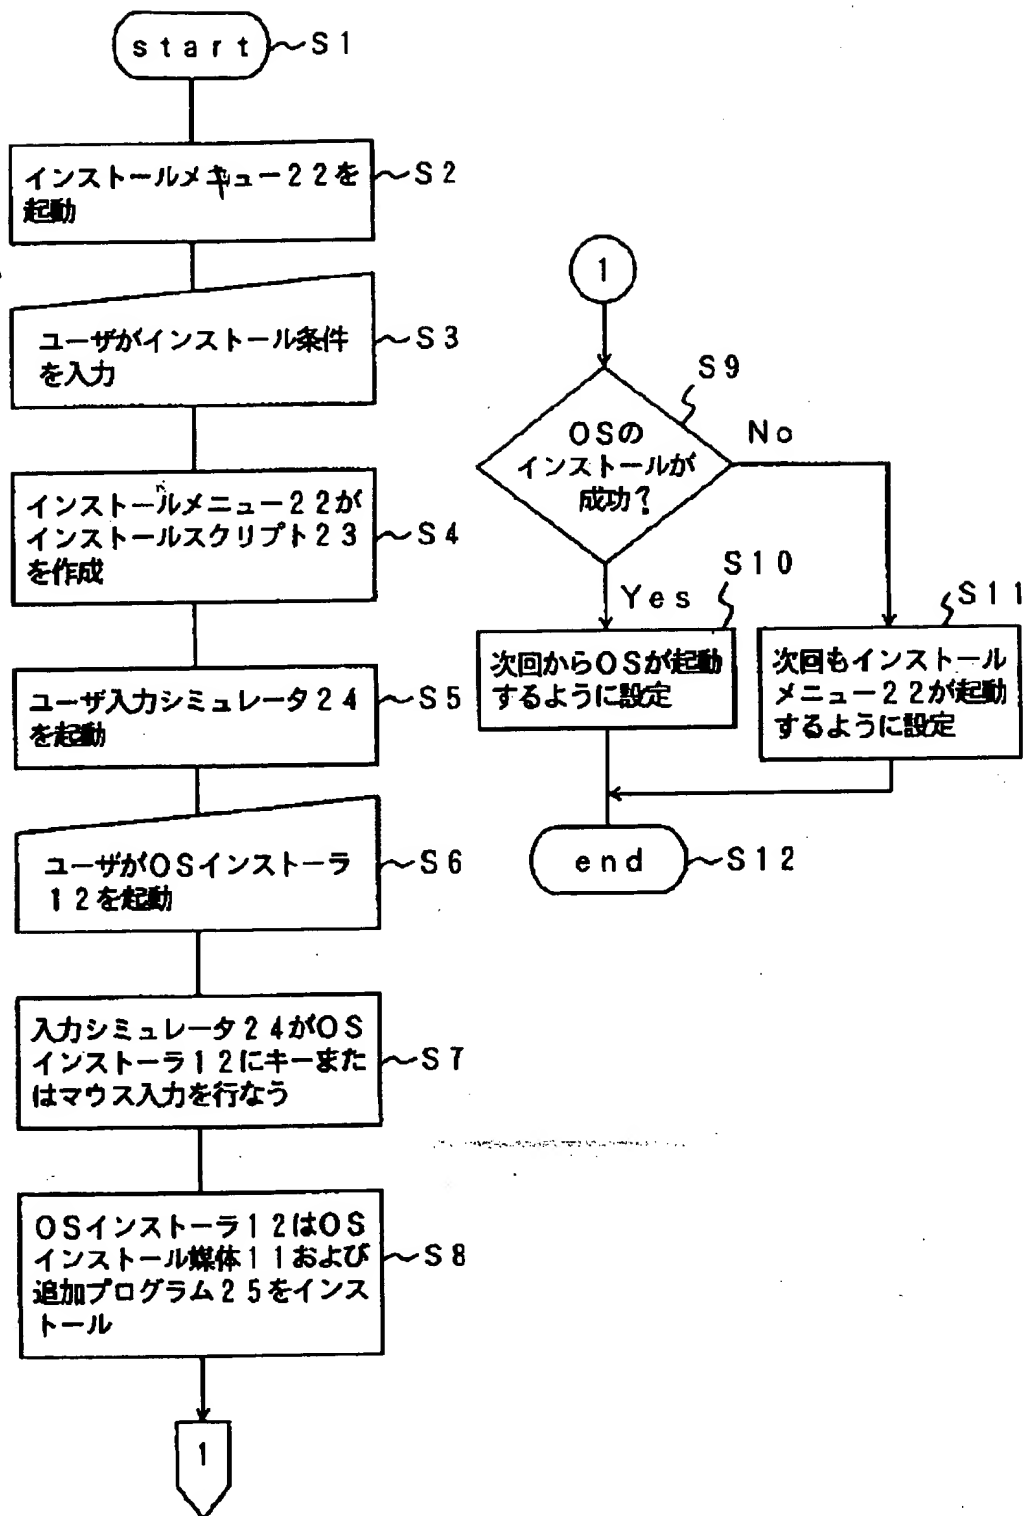 start
S1
インストールメニュー22を
起動
S2
ユーザがインストール条件
を入力
S3
インストールメニュー22が
インストールスクリプト23
を作成
S4
ユーザ入力シミュレータ24
を起動
S5
ユーザがOSインストーラ
12を起動
S6
入力シミュレータ24がOS
インストーラ12にキーまた
はマウス入力を行なう
S7
OSインストーラ12はOS
インストール媒体11および
追加プログラム25をインス
トール
S8
1
1
S9
OSの
インストールが
成功?
No
Yes
S10
次回からOSが起動
するように設定
S11
次回もインストール
メニュー22が起動
するように設定
end
S12